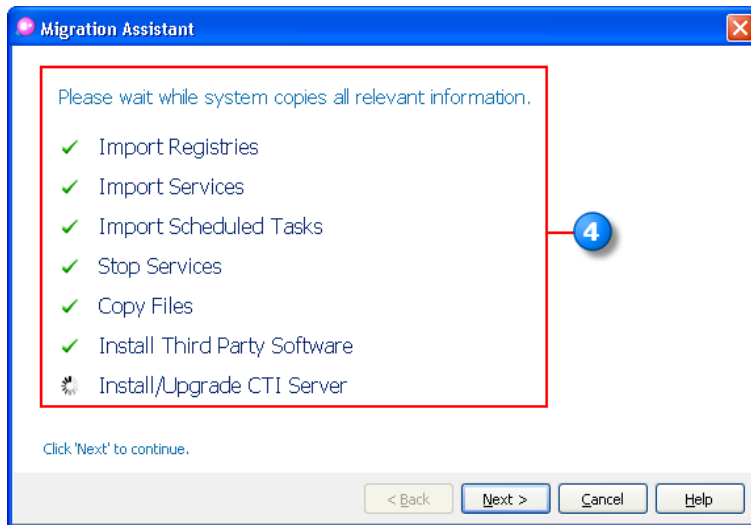 Migration Assistant
Please wait while system copies all relevant information.
Import Registries
Import Services
Import Scheduled Tasks
4
Stop Services
Copy Files
Install Third Party Software
Install/Upgrade CTI Server
Click 'Next' to continue.
< Back Next > Cancel Help